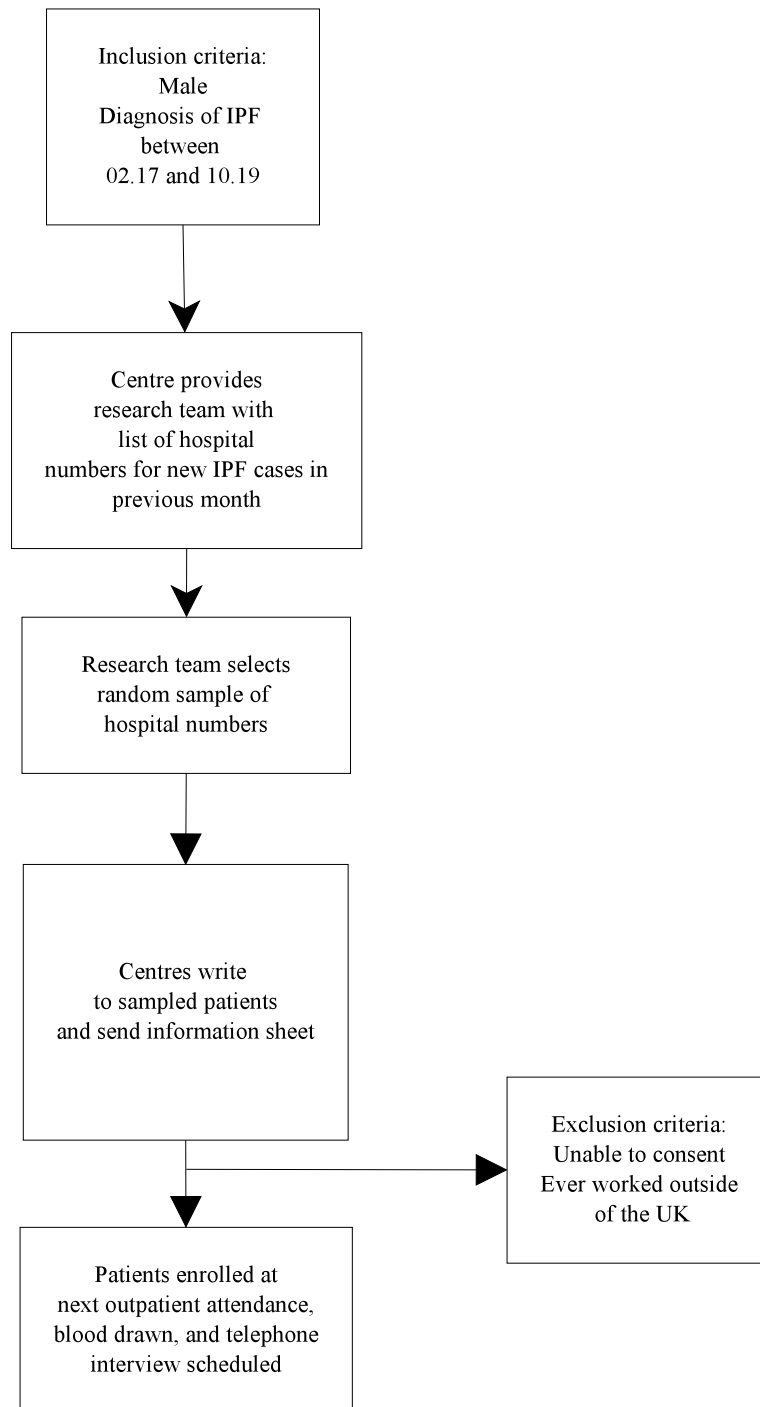 Inclusion criteria:
Male
Diagnosis of IPF
between
02.17 and 10.19
Centre provides
research team with
list of hospital
numbers for new IPF cases in
previous month
Research team selects
random sample of
hospital numbers
Centres write
to sampled patients
and send information sheet
Exclusion criteria:
Unable to consent
Ever worked outside
of the UK
Patients enrolled at
next outpatient attendance,
blood drawn, and telephone
interview scheduled